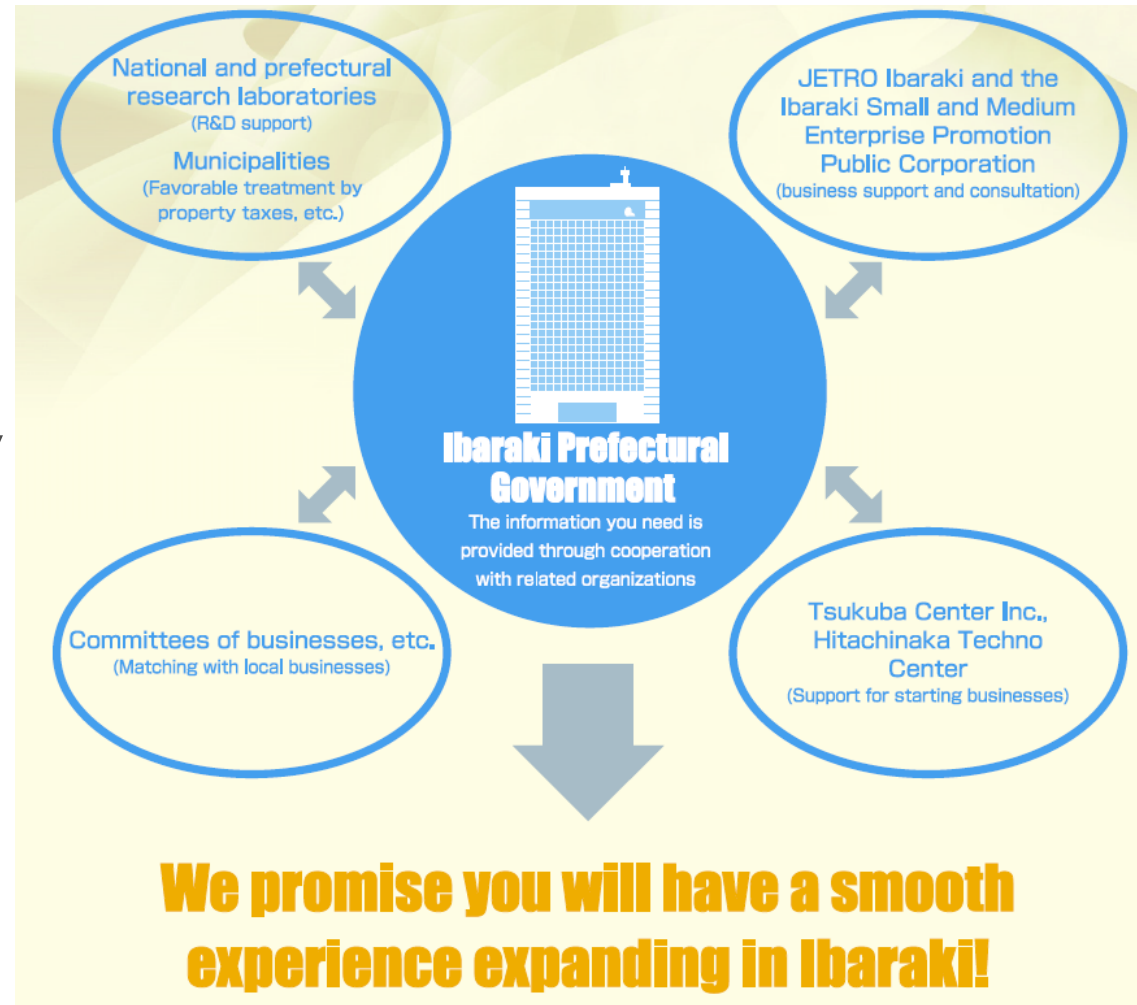 National and prefectural
research laboratories
(R&D support)
Municipalities
(Favorable treatment by
property taxes, etc.)
JETRO Ibaraki and the
Ibaraki Small and Medium
Enterprise Promotion
Public Corporation
(business support and consultation)
Ibaraki Prefectural
Government
The information you need is
provided through cooperation
with related organizations
Committees of businesses, etc.
(Matching with local businesses)
Tsukuba Center Inc.,
Hitachinaka Techno
Center
(Support for starting businesses)
We promise you will have a smooth
experience expanding in Ibaraki!